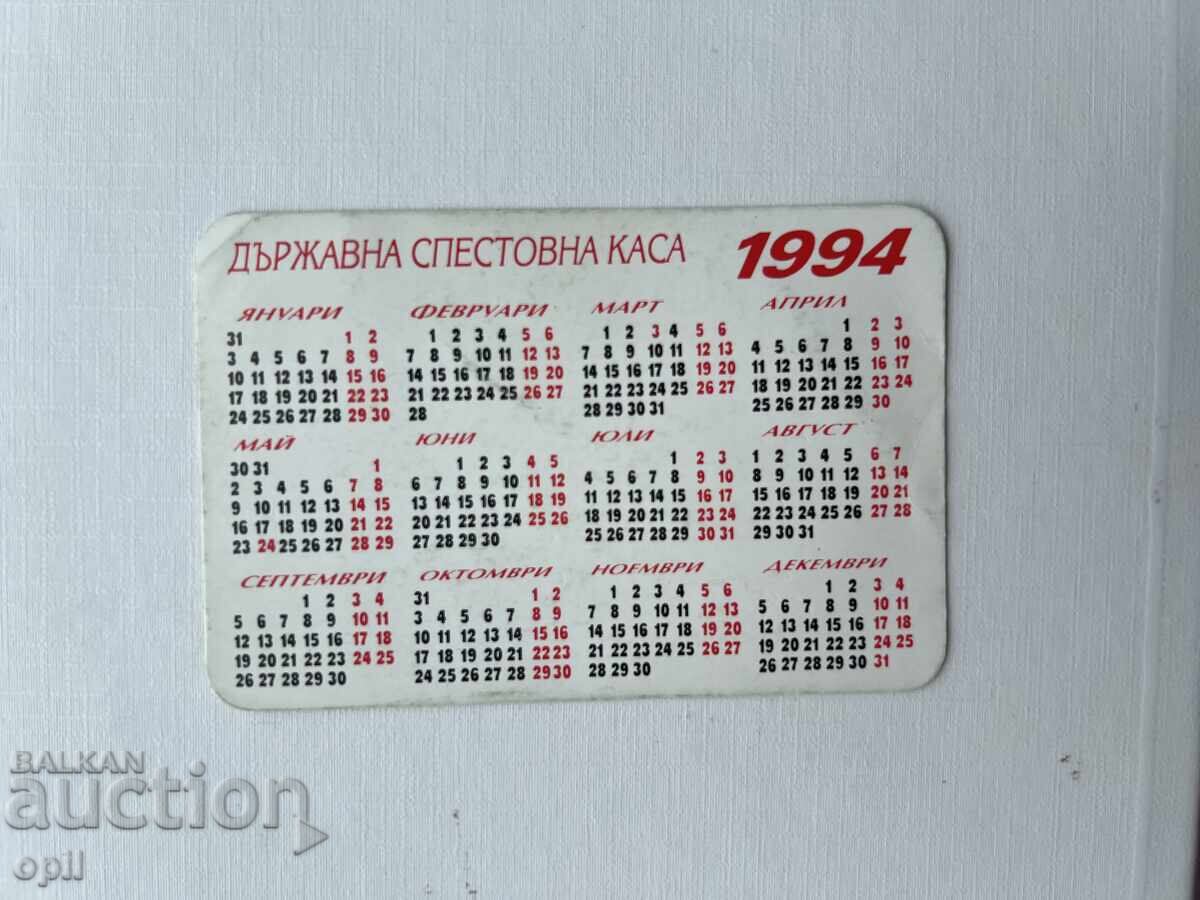 ДЪРЖАВНА СПЕСТОВНА КАСА 1994
ЯНУАРИ
31 1 2
3 4 5 6 7 8 9
10 11 12 13 14 15 16
17 18 19 20 21 22 23
24 25 26 27 28 29 30
ФЕВРУАРИ
1 2 3 4 5 6
7 8 9 10 11 12 13
14 15 16 17 18 19 20
21 22 23 24 25 26 27
28
МАРТ
1 2 3 4 5 6
7 8 9 10 11 12 13
14 15 16 17 18 19 20
21 22 23 24 25 26 27
28 29 30 31
АПРИЛ
1 2 3
4 5 6 7 8 9 10
11 12 13 14 15 16 17
18 19 20 21 22 23 24
25 26 27 28 29 30
МАЙ
30 31 1
2 3 4 5 6 7 8
9 10 11 12 13 14 15
16 17 18 19 20 21 22
23 24 25 26 27 28 29
ЮНИ
1 2 3 4 5
6 7 8 9 10 11 12
13 14 15 16 17 18 19
20 21 22 23 24 25 26
27 28 29 30
ЮЛИ
1 2 3
4 5 6 7 8 9 10
11 12 13 14 15 16 17
18 19 20 21 22 23 24
25 26 27 28 29 30 31
АВГУСТ
1 2 3 4 5 6 7
8 9 10 11 12 13 14
15 16 17 18 19 20 21
22 23 24 25 26 27 28
29 30 31
СЕПТЕМВРИ
1 2 3 4
5 6 7 8 9 10 11
12 13 14 15 16 17 18
19 20 21 22 23 24 25
26 27 28 29 30
ОКТОМВРИ
31 1 2
3 4 5 6 7 8 9
10 11 12 13 14 15 16
17 18 19 20 21 22 23
24 25 26 27 28 29 30
НОЕМВРИ
1 2 3 4 5 6
7 8 9 10 11 12 13
14 15 16 17 18 19 20
21 22 23 24 25 26 27
28 29 30
ДЕКЕМВРИ
1 2 3 4
5 6 7 8 9 10 11
12 13 14 15 16 17 18
19 20 21 22 23 24 25
26 27 28 29 30 31
BALKAN
auction
opil